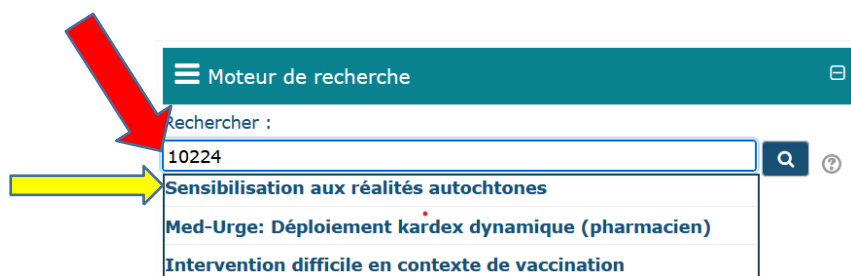 Moteur de recherche
Rechercher :
10224
Sensibilisation aux réalités autochtones
Med-Urge: Déploiement kardex dynamique (pharmacien)
Intervention difficile en contexte de vaccination